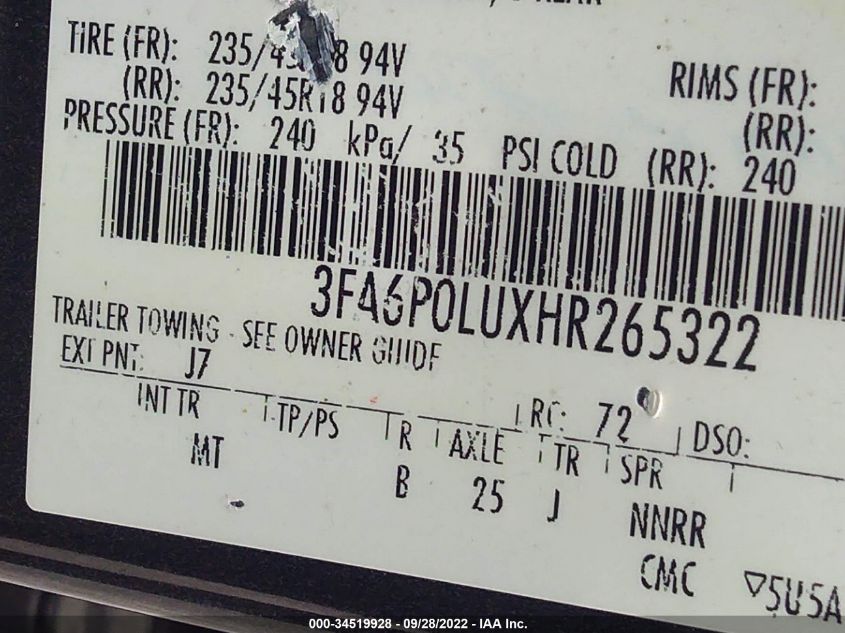 TIRE (FR): 235/45R18 94V RIMS (FR):
(RR): 235/45R18 94V (RR):
PRESSURE (FR): 240 kPa/ 35 PSI COLD (RR): 240
3FA6P0LUXHR265322
TRAILER TOWING - SEE OWNER GUIDE
EXT PNT: J7 RC: 72 DSO:
INT TR TP/PS R AXLE TR SPR
MT B 25 J NNRR
CMC ▽5U5A
000-34519928 - 09/28/2022 - IAA Inc.